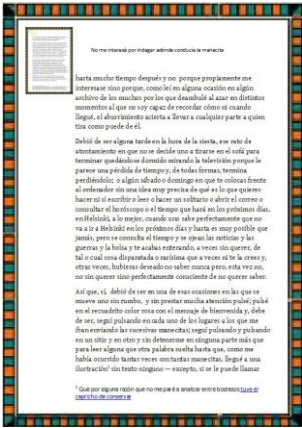 No me interesé por indagar adónde conducía la manecita
hasta mucho tiempo después y no porque propiamente me
interesase sino porque, como leí en alguna ocasión en algún
archivo de los muchos por los que deambulé al azar en distintos
momentos al que no soy capaz de recordar cómo ni cuando
llegué, el aburrimiento acierta a llevar a cualquier parte a quien
tira como puede de él.
Debió de ser alguna tarde en la hora de la siesta, ese rato de
atontamiento en que no se decide uno a tirarse en el sofá para
terminar quedándose dormido mirando la televisión porque le
parece una pérdida de tiempo y, de todas formas, termina
perdiéndolo; o algún sábado o domingo en que te colocas frente
al ordenador sin una idea muy precisa de qué es lo que quieres
hacer ni si escribir o leer o hacer un solitario o abrir el correo o
consultar el horóscopo o el tiempo que hará en los próximos días,
en Helsinki, a lo mejor, cuando uno sabe perfectamente que no
va a ir a Helsinki en los próximos días y hasta es muy posible que
jamás, pero se consulta el tiempo y se ojean las noticias y las
guerras y la bolsa y te acabas enterando, a veces sin querer, de
tal o cual cosa disparatada o rarísima que a veces ni te la crees y,
otras veces, hubieras deseado no saber nunca pero, esta vez no,
no sin querer sino perfectamente consciente de no querer saber.
Así que, sí, debió de ser en una de esas ocasiones en las que se
mueve uno sin rumbo, y sin prestar mucha atención pulsé; pulsé
en el recuadrito color rosa con el mensaje de bienvenida y, debe
de ser, seguí pulsando en cada uno de los lugares a los que me
iban enviando las sucesivas manecitas; seguí pulsando y pulsando
en un sitio y en otro y sin detenerme en ninguna parte más que
para leer alguna que otra palabra suelta hasta que, como me
había ocurrido tantas veces con tantas manecitas, llegué a una
ilustración¹ sin texto ninguno — excepto, si se le puede llamar
¹ Que por alguna razón que no me paré a analizar entre bostezos tuve el
capricho de conservar